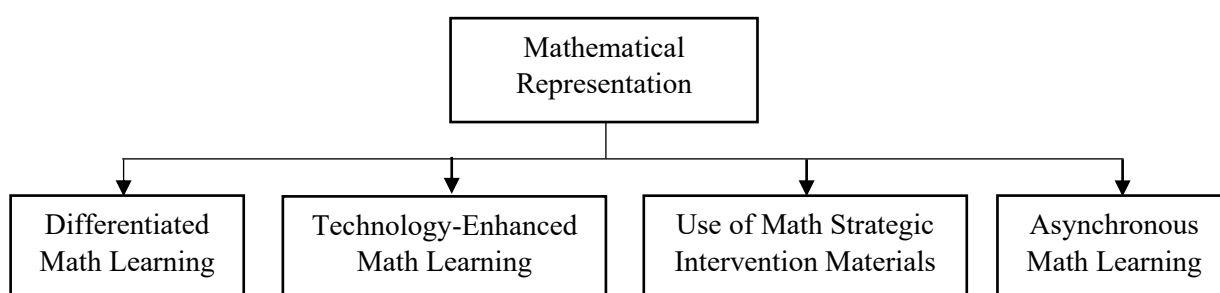 Mathematical
Representation
Differentiated
Math Learning
Technology-Enhanced
Math Learning
Use of Math Strategic
Intervention Materials
Asynchronous
Math Learning